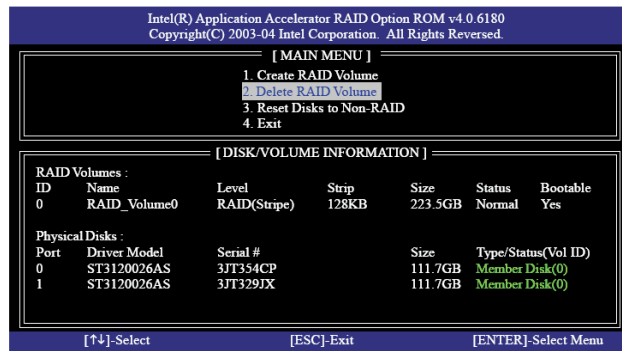 Intel(R) Application Accelerator RAID Option ROM v4.0.6180
Copyright(C) 2003-04 Intel Corporation. All Rights Reversed.
[ MAIN MENU ]
1. Create RAID Volume
2. Delete RAID Volume
3. Reset Disks to Non-RAID
4. Exit
[ DISK/VOLUME INFORMATION ]
RAID Volumes :
ID Name Level Strip Size Status Bootable
0 RAID_Volume0 RAID(Stripe) 128KB 223.5GB Normal Yes
Physical Disks :
Port Driver Model Serial # Size Type/Status(Vol ID)
0 ST3120026AS 3JT354CP 111.7GB Member Disk(0)
1 ST3120026AS 3JT329JX 111.7GB Member Disk(0)
[↑↓]-Select [ESC]-Exit [ENTER]-Select Menu